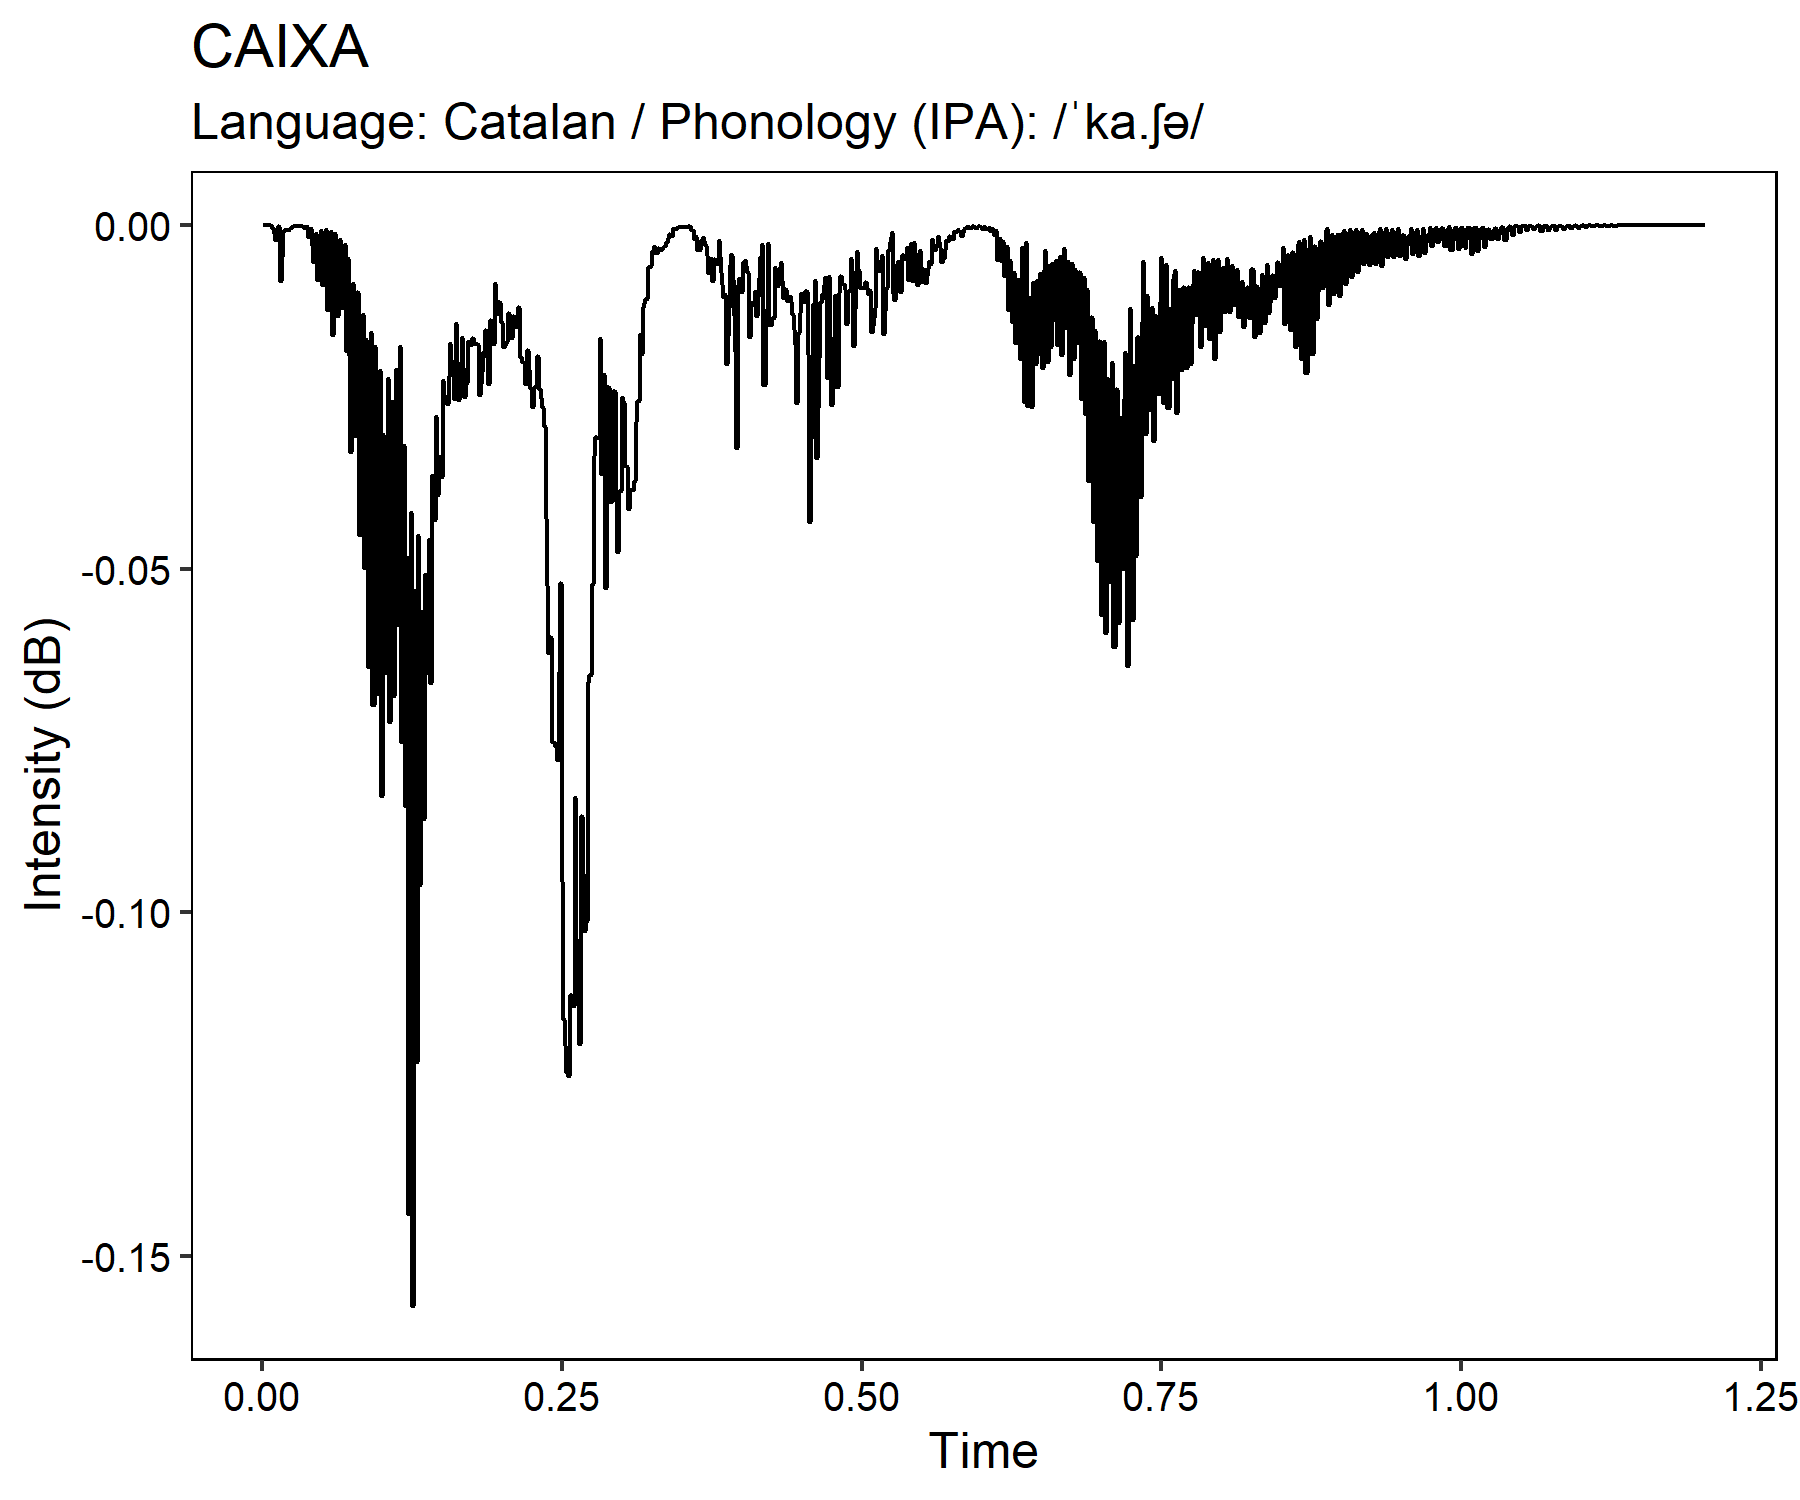 CAIXA
Language: Catalan / Phonology (IPA): /ˈka.ʃə/
0.00
-0.05
-0.10
-0.15
Intensity (dB)
0.00 0.25 0.50 0.75 1.00 1.25
Time